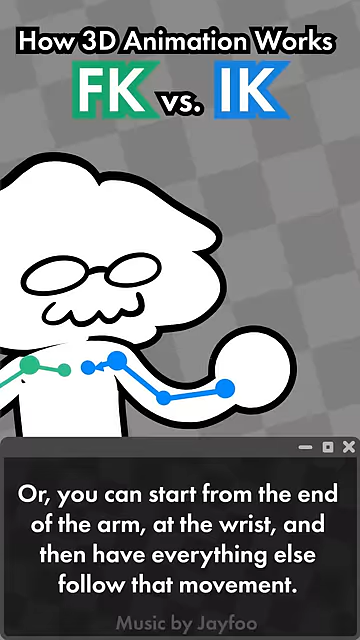 How 3D Animation Works
FK vs. IK
Or, you can start from the end
of the arm, at the wrist, and
then have everything else
follow that movement.
Music by Jayfoo